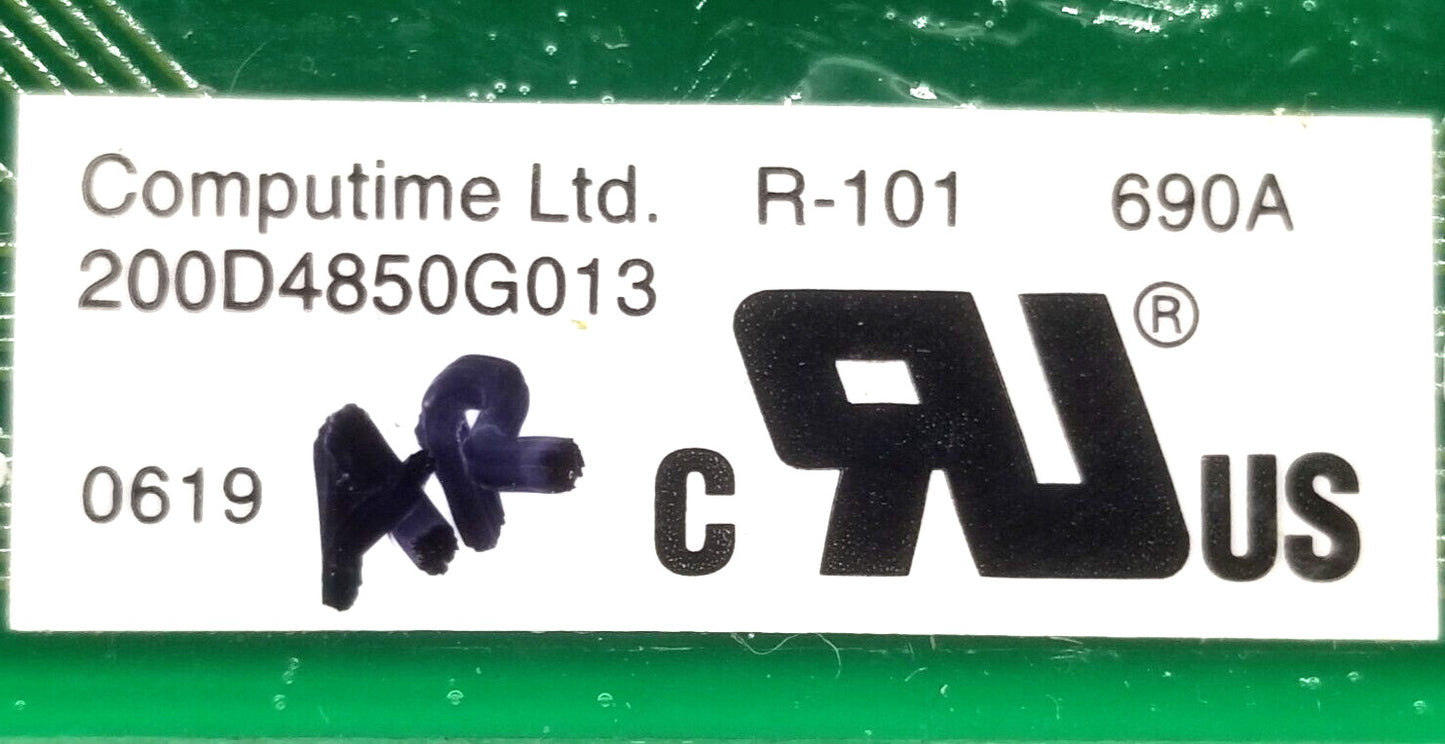 Computime Ltd. R-101 690A
200D4850G013
®
0619
C US